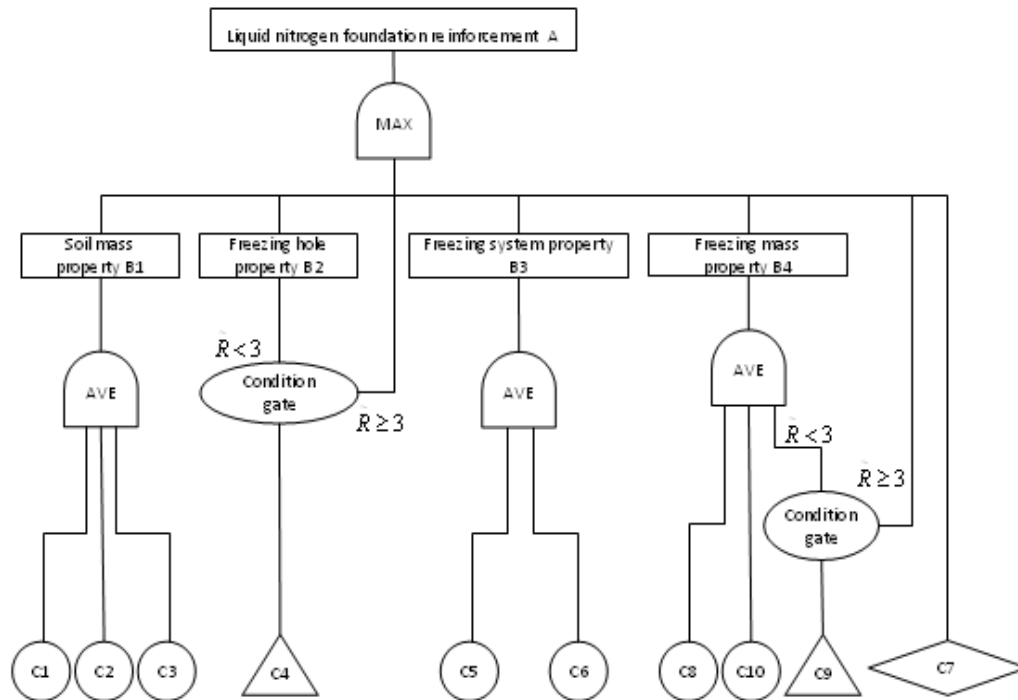 Liquid nitrogen foundation reinforcement A
MAX
Soil mass
property B1
Freezing hole
property B2
Freezing system property
B3
Freezing mass
property B4
AVE
R̃ < 3
Condition
gate
R̃ ≥ 3
AVE
AVE
R̃ < 3
R̃ ≥ 3
Condition
gate
C1
C2
C3
C4
C5
C6
C8
C10
C9
C7